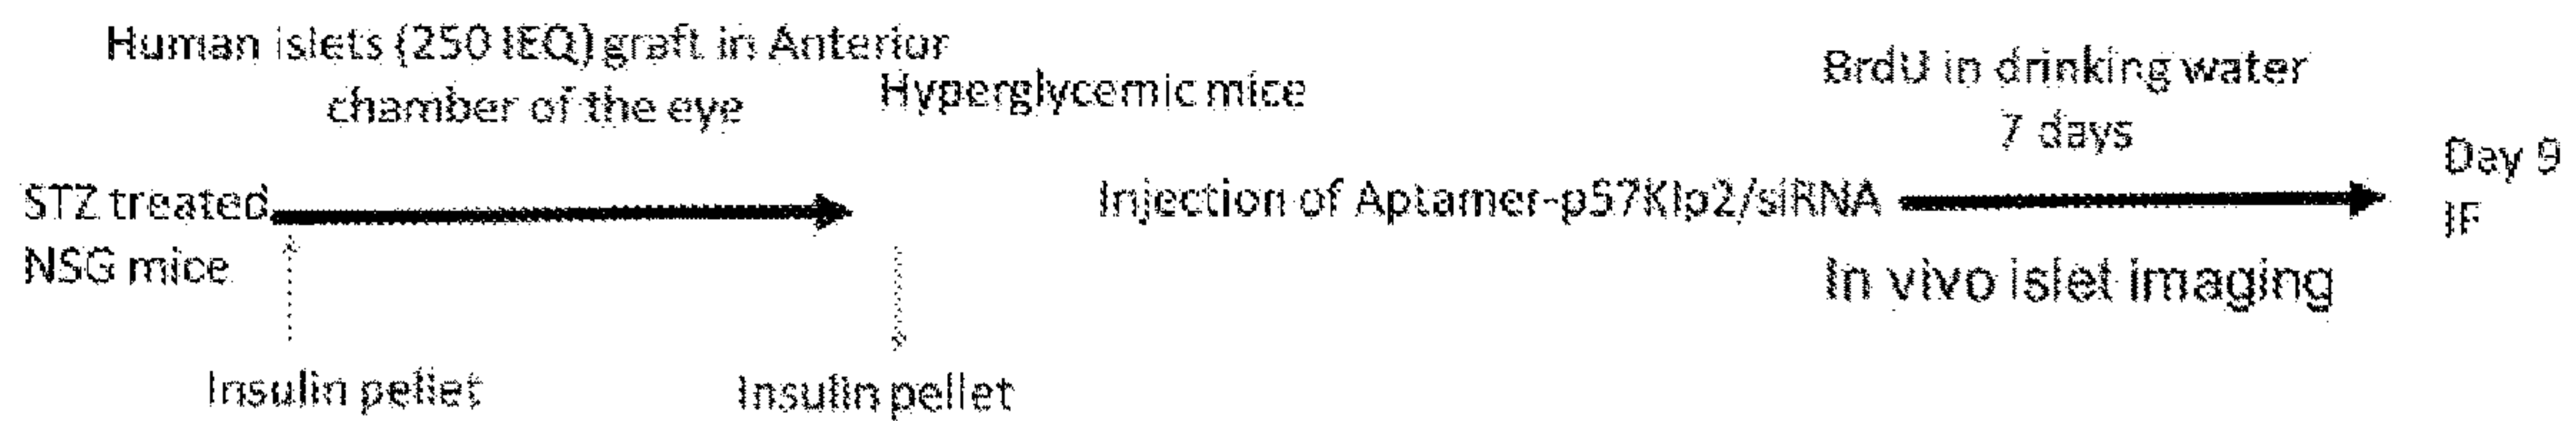 Human islets (250 IEQ) graft in Anterior
chamber of the eye
Hyperglycemic mice
BrdU in drinking water
7 days
STZ treated
NSG mice
Injection of Aptamer-p57KIp2/siRNA
In vivo islet imaging
Day 9
IF
Insulin pellet
Insulin pellet